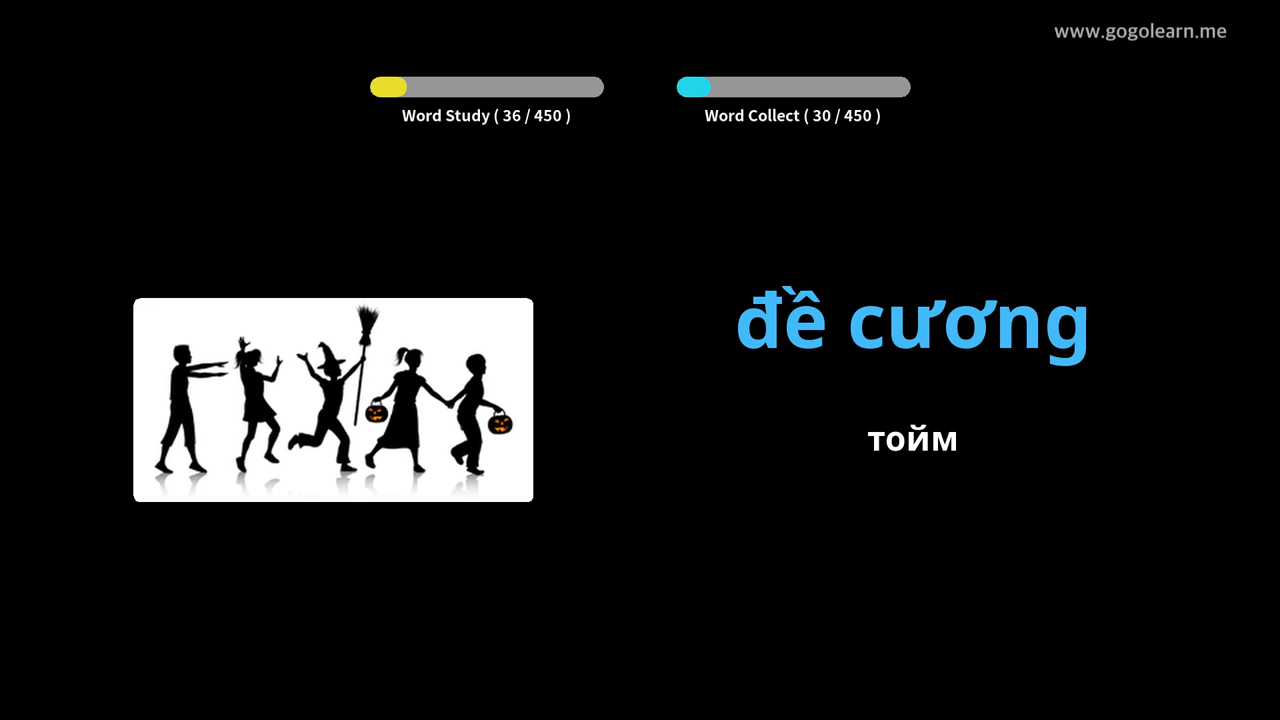 www.gogolearn.me
Word Study ( 36 / 450 )
Word Collect ( 30 / 450 )
đề cương
тойм